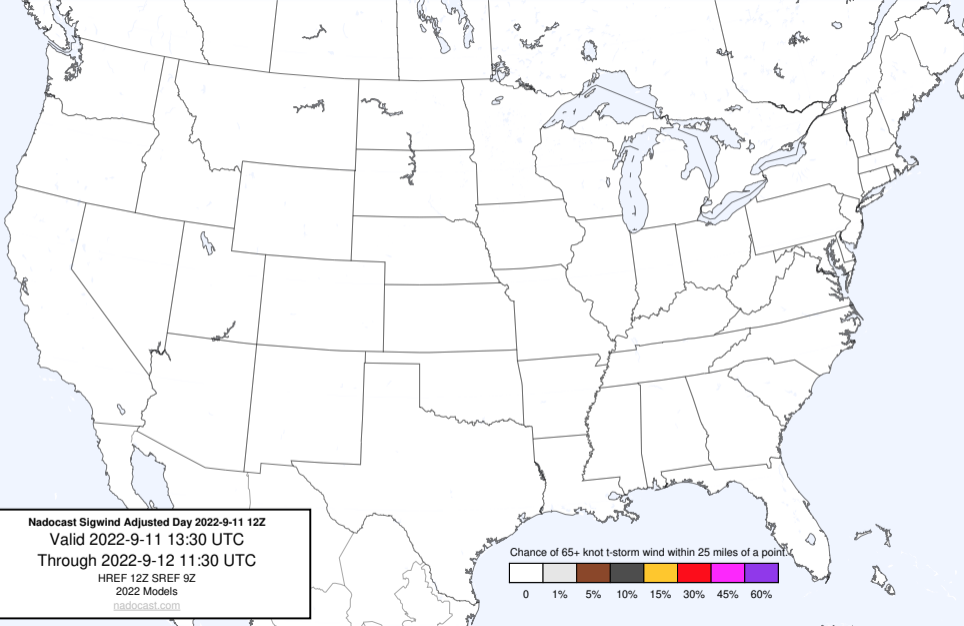 Nadocast Sigwind Adjusted Day 2022-9-11 12Z
Valid 2022-9-11 13:30 UTC
Through 2022-9-12 11:30 UTC
HREF 12Z SREF 9Z
2022 Models
nadocast.com
Chance of 65+ knot t-storm wind within 25 miles of a point.
0 1% 5% 10% 15% 30% 45% 60%